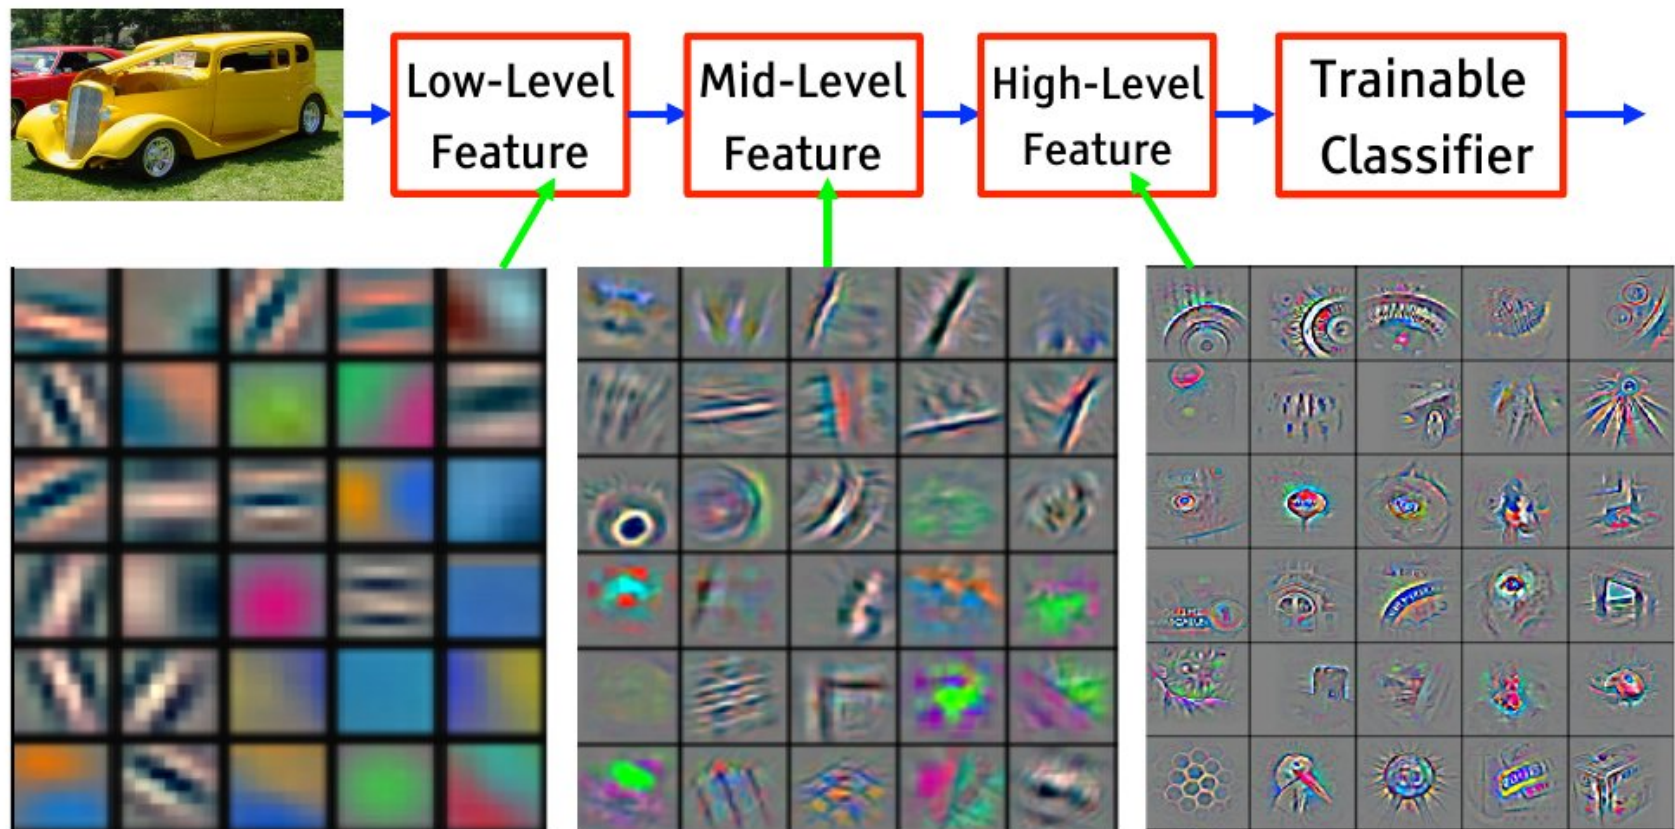 Low-Level
Feature
Mid-Level
Feature
High-Level
Feature
Trainable
Classifier